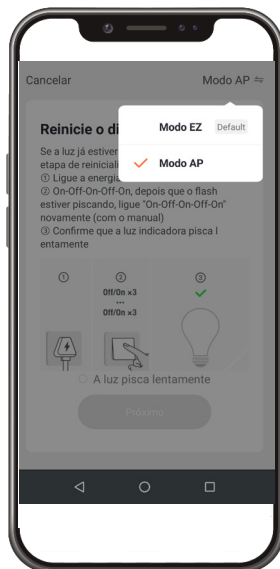 Cancelar
Modo AP
Modo EZ Default
Modo AP
Reinicie o di
Se a luz já estiver
etapa de reiniciali
① Ligue a energia
② On-Off-On-Off-On, depois que o flash
estiver piscando, ligue "On-Off-On-Off-On"
novamente (com o manual)
③ Confirme que a luz indicadora pisca l
entamente
① ② ③
Off/On ×3
...
Off/On ×3
A luz pisca lentamente
Próximo